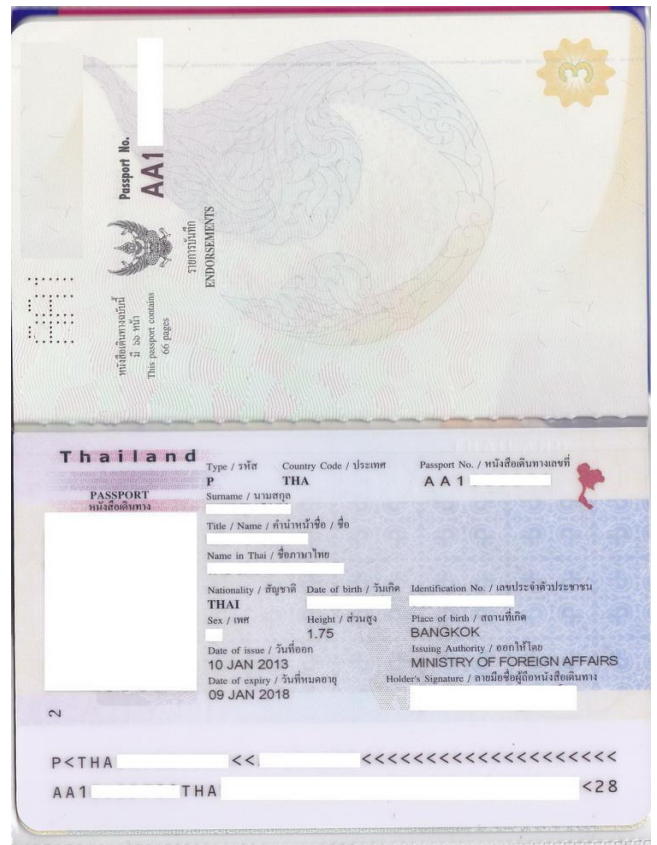 Passport No.
AA1
รายการบันทึก
ENDORSEMENTS
หนังสือเดินทางฉบับนี้
มี ๖๖ หน้า
This passport contains
66 pages
๓
Thailand
PASSPORT
หนังสือเดินทาง
Type / รหัส Country Code / ประเทศ Passport No. / หนังสือเดินทางเลขที่
P THA AA1
Surname / นามสกุล
Title / Name / คำนำหน้าชื่อ / ชื่อ
Name in Thai / ชื่อภาษาไทย
Nationality / สัญชาติ Date of birth / วันเกิด Identification No. / เลขประจำตัวประชาชน
THAI
Sex / เพศ Height / ส่วนสูง Place of birth / สถานที่เกิด
1.75 BANGKOK
Date of issue / วันที่ออก Issuing Authority / ออกให้โดย
10 JAN 2013 MINISTRY OF FOREIGN AFFAIRS
Date of expiry / วันที่หมดอายุ Holder's Signature / ลายมือชื่อผู้ถือหนังสือเดินทาง
09 JAN 2018
2
P<THA << <<<<<<<<<<<<<<<<<<<<
AA1 THA <28